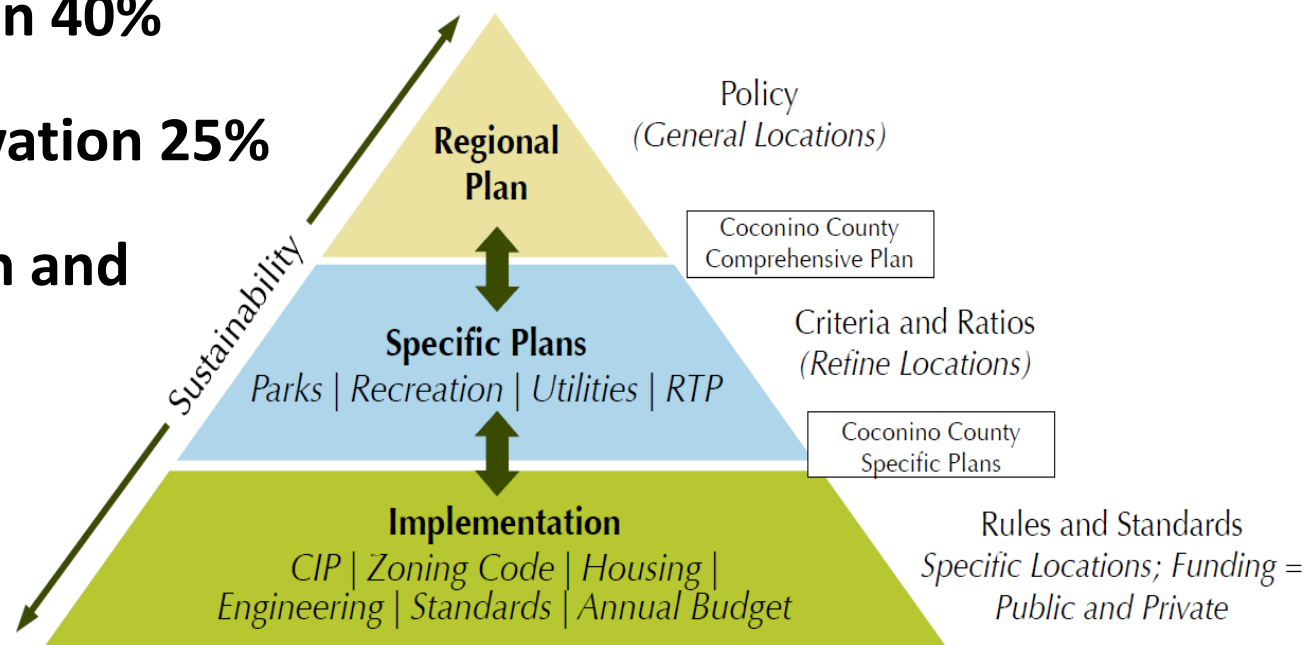 n 40%
vation 25%
n and
Sustainability
Regional
Plan
Policy
(General Locations)
Coconino County
Comprehensive Plan
Specific Plans
Parks | Recreation | Utilities | RTP
Criteria and Ratios
(Refine Locations)
Coconino County
Specific Plans
Implementation
CIP | Zoning Code | Housing |
Engineering | Standards | Annual Budget
Rules and Standards
Specific Locations; Funding =
Public and Private